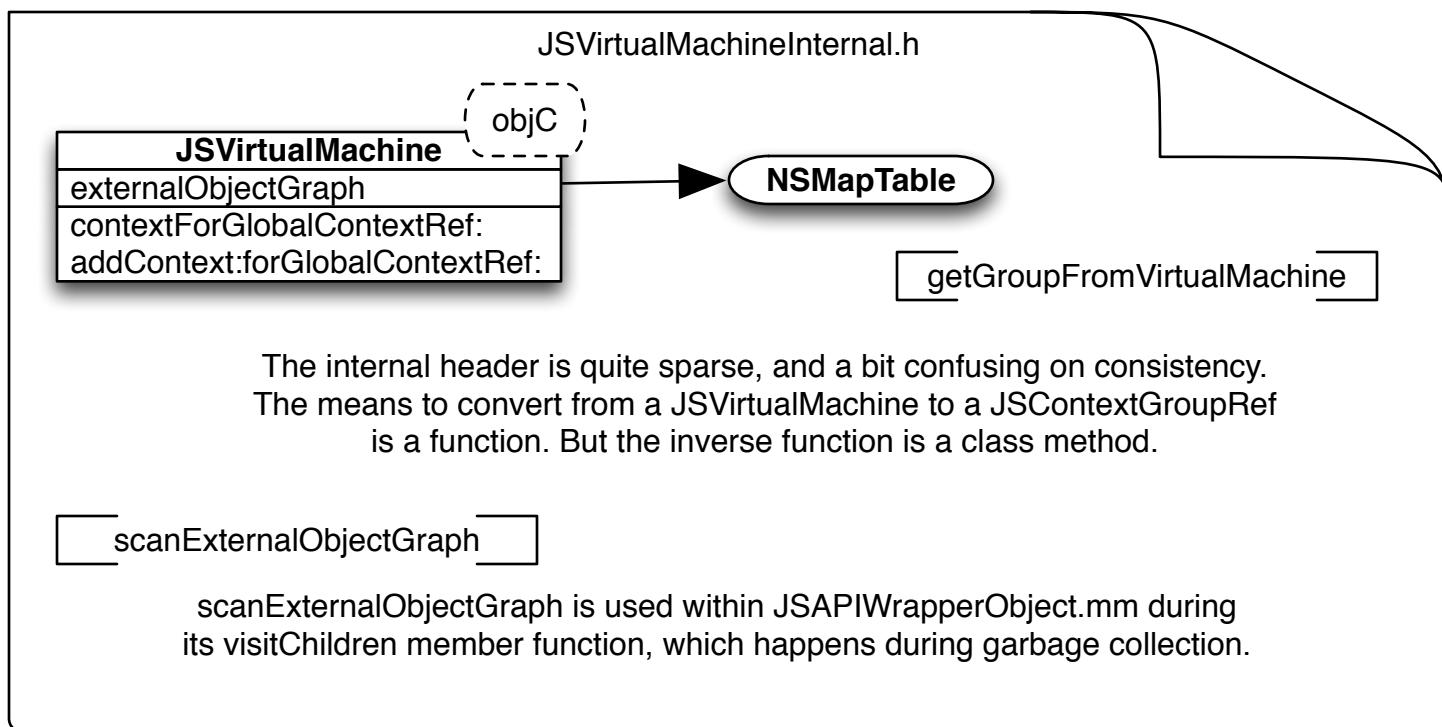 JSVirtualMachineInternal.h
objC
JSVirtualMachine
externalObjectGraph
contextForGlobalContextRef:
addContext:forGlobalContextRef:
NSMapTable
getGroupFromVirtualMachine
The internal header is quite sparse, and a bit confusing on consistency.
The means to convert from a JSVirtualMachine to a JSContextGroupRef
is a function. But the inverse function is a class method.
scanExternalObjectGraph
scanExternalObjectGraph is used within JSAPIWrapperObject.mm during
its visitChildren member function, which happens during garbage collection.